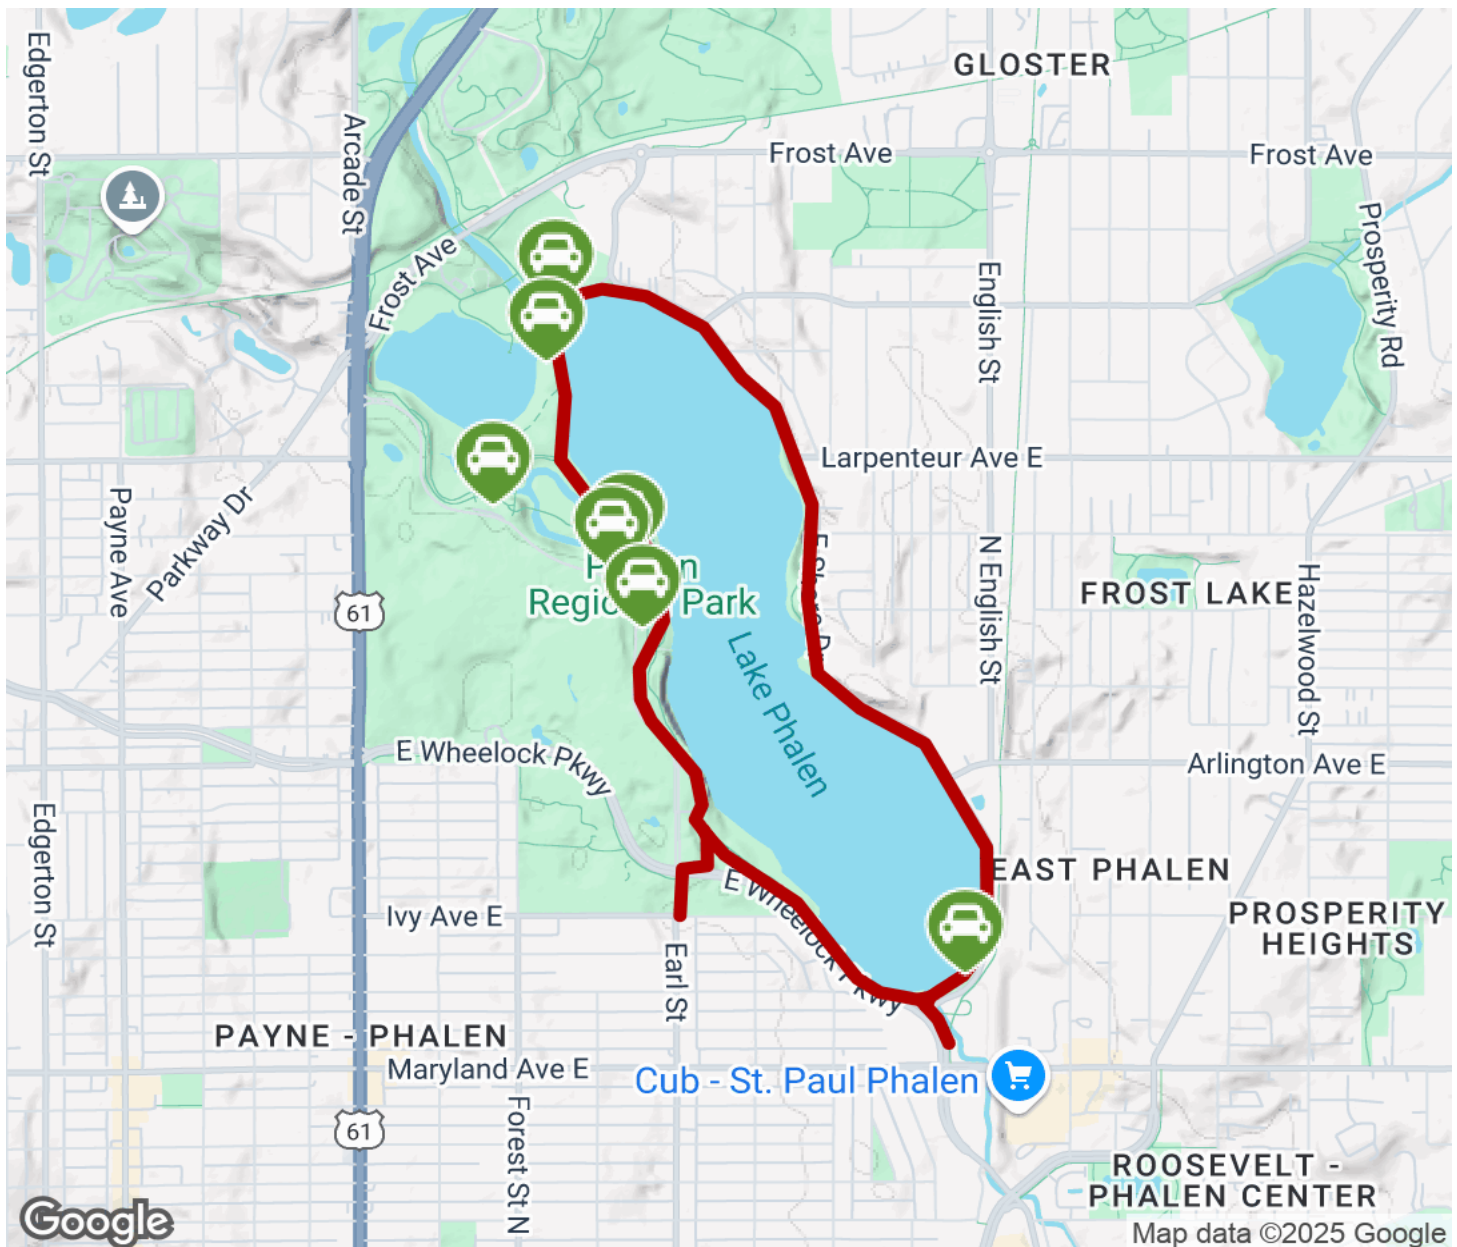 GLOSTER
Edgerton St
Arcade St
Frost Ave
Frost Ave
Prosperity Rd
Frost Ave
English St
Larpenteur Ave E
Payne Ave
Parkway Dr
N English St
61
Regional Park
FROST LAKE
Hazelwood St
Lake Phalen
E Wheelock Pkwy
Arlington Ave E
Edgerton St
EAST PHALEN
E Wheelock Pkwy
Ivy Ave E
PROSPERITY
HEIGHTS
Earl St
PAYNE - PHALEN
Maryland Ave E
Cub - St. Paul Phalen
61
Forest St N
ROOSEVELT -
PHALEN CENTER
Google
Map data ©2025 Google